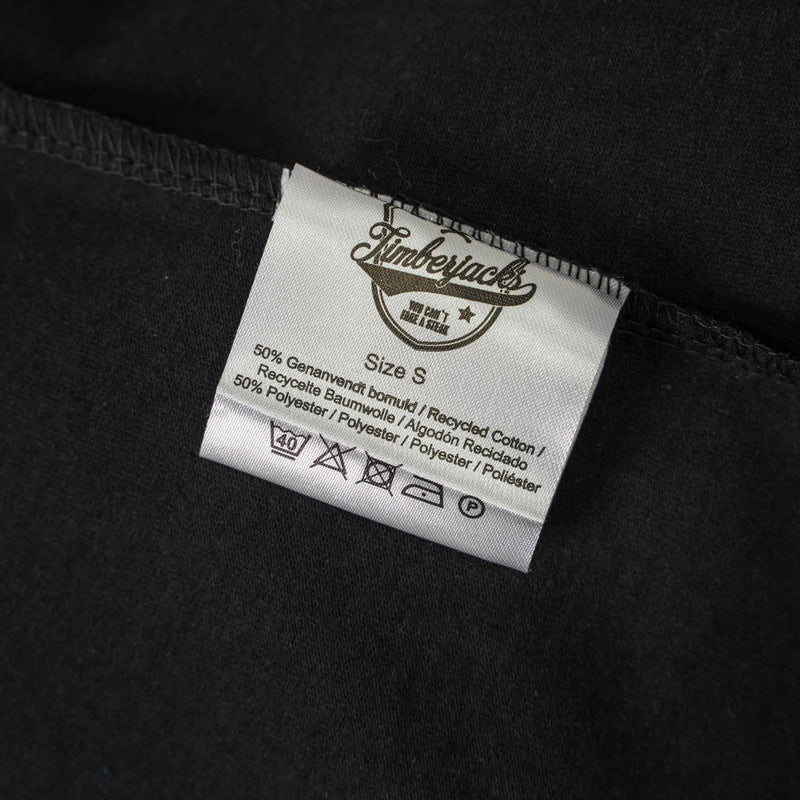 Timberjack's
YOU CAN'T
FAKE A STEAK
Size S
50% Genanvendt bomuld / Recycled Cotton /
Recycelte Baumwolle / Algodón Reciclado
50% Polyester / Polyester / Polyester / Poliéster
40
P